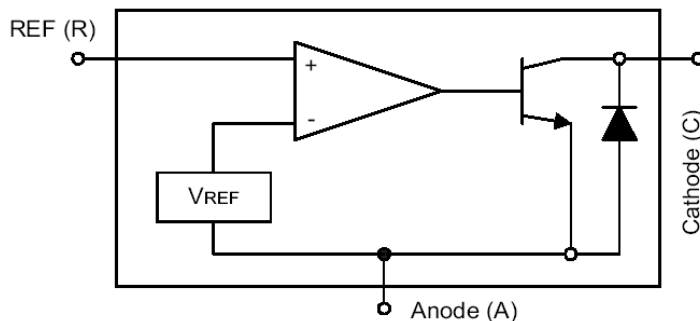 REF (R)
+
-
VREF
Cathode (C)
Anode (A)